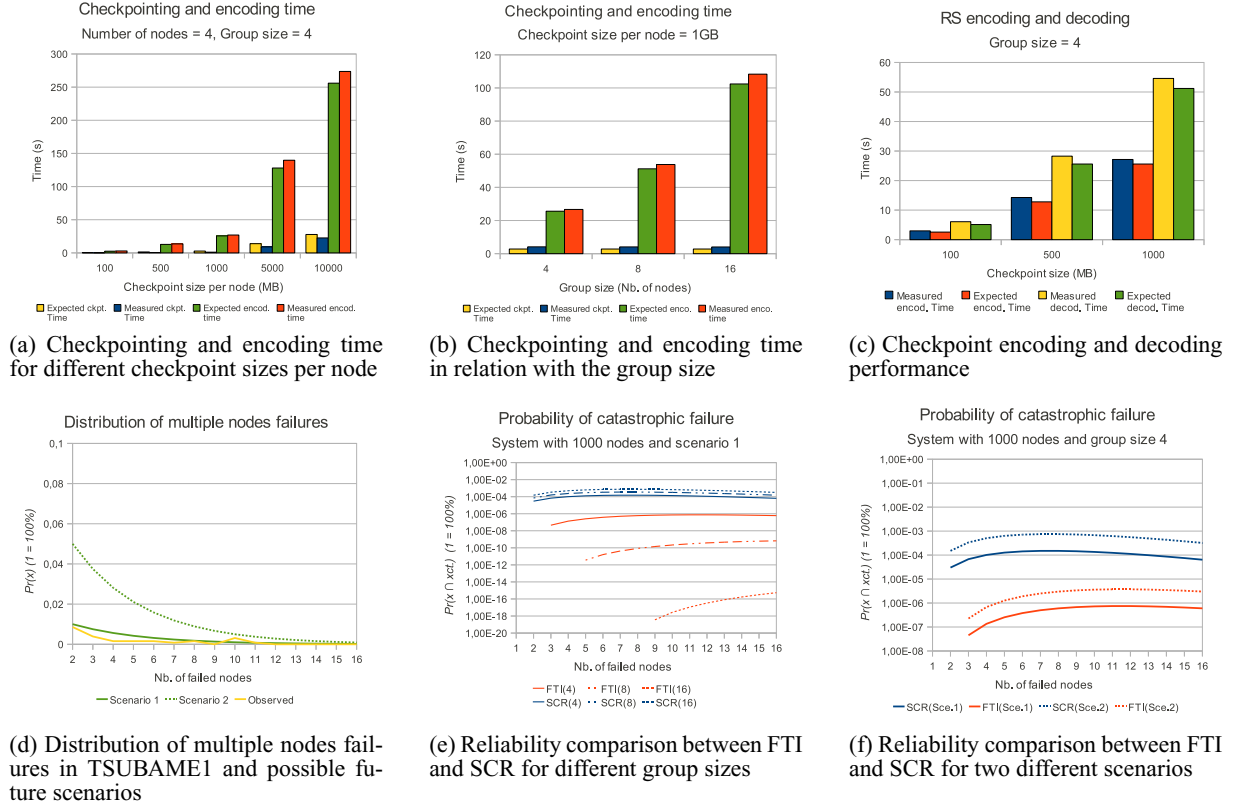 Checkpointing and encoding time
Number of nodes = 4, Group size = 4
300
250
200
150
100
50
0
Time (s)
100 500 1000 5000 10000
Checkpoint size per node (MB)
Expected ckpt. Time
Measured ckpt. Time
Expected encod. time
Measured encod. time
(a) Checkpointing and encoding time
for different checkpoint sizes per node
Checkpointing and encoding time
Checkpoint size per node = 1GB
120
100
80
60
40
20
0
Time (s)
4 8 16
Group size (Nb. of nodes)
Expected ckpt. Time
Measured ckpt. Time
Expected enco. time
Measured enco. time
(b) Checkpointing and encoding time
in relation with the group size
RS encoding and decoding
Group size = 4
60
50
40
30
20
10
0
Time (s)
100 500 1000
Checkpoint size (MB)
Measured encod. Time
Expected encod. Time
Measured decod. Time
Expected decod. Time
(c) Checkpoint encoding and decoding
performance
Distribution of multiple nodes failures
0,1
0,08
0,06
0,04
0,02
0
Pr(x) (1 = 100%)
2 3 4 5 6 7 8 9 10 11 12 13 14 15 16
Nb. of failed nodes
Scenario 1 Scenario 2 Observed
(d) Distribution of multiple nodes fail-
ures in TSUBAME1 and possible fu-
ture scenarios
Probability of catastrophic failure
System with 1000 nodes and scenario 1
1,00E+00
1,00E-02
1,00E-04
1,00E-06
1,00E-08
1,00E-10
1,00E-12
1,00E-14
1,00E-16
1,00E-18
1,00E-20
Pr(x ∩ xct.) (1 = 100%)
1 2 3 4 5 6 7 8 9 10 11 12 13 14 15 16
Nb. of failed nodes
FTI(4) FTI(8) FTI(16)
SCR(4) SCR(8) SCR(16)
(e) Reliability comparison between FTI
and SCR for different group sizes
Probability of catastrophic failure
System with 1000 nodes and group size 4
1,00E+00
1,00E-01
1,00E-02
1,00E-03
1,00E-04
1,00E-05
1,00E-06
1,00E-07
1,00E-08
Pr(x ∩ xct.) (1 = 100%)
1 2 3 4 5 6 7 8 9 10 11 12 13 14 15 16
Nb. of failed nodes
SCR(Sce.1) FTI(Sce.1) SCR(Sce.2) FTI(Sce.2)
(f) Reliability comparison between FTI
and SCR for two different scenarios